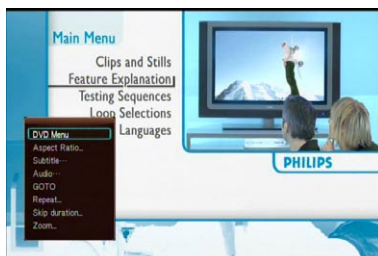 Main Menu
Clips and Stills
Feature Explanation
Testing Sequences
Loop Selections
Languages
DVD Menu
Aspect Ratio...
Subtitle...
Audio...
GOTO
Repeat...
Skip duration...
Zoom...
PHILIPS